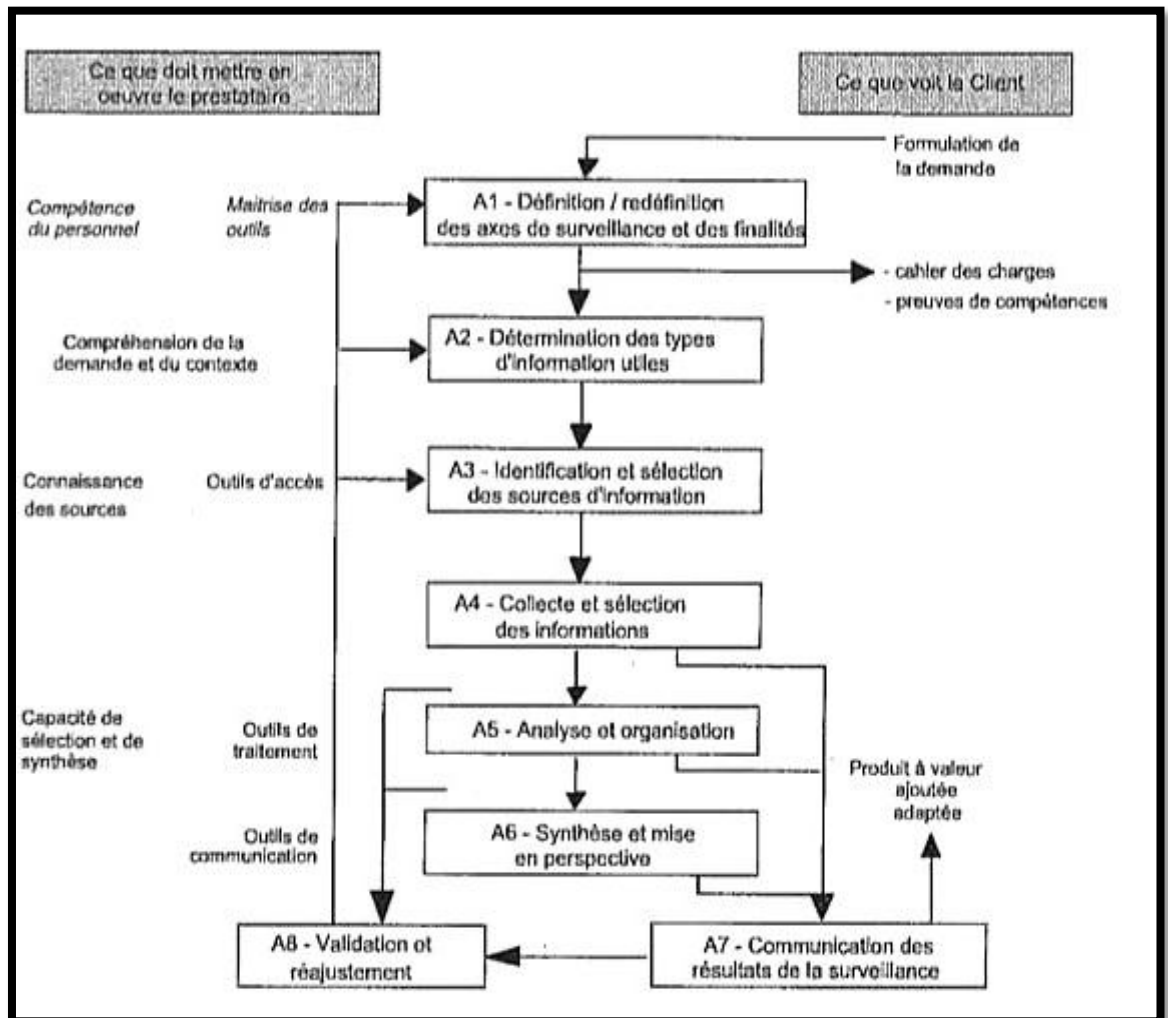 Ce que doit mettre en
oeuvre le prestataire
Ce que voit le Client
Formulation de
la demande
Compétence
du personnel
Maitrise des
outils
A1 - Définition / redéfinition
des axes de surveillance et des finalités
- cahier des charges
- preuves de compétences
Compréhension de la
demande et du contexte
A2 - Détermination des types
d'information utiles
Connaissance
des sources
Outils d'accès
A3 - Identification et sélection
des sources d'information
A4 - Collecte et sélection
des informations
Capacité de
sélection et de
synthèse
Outils de
traitement
A5 - Analyse et organisation
Produit à valeur
ajoutée
adaptée
Outils de
communication
A6 - Synthèse et mise
en perspective
A8 - Validation et
réajustement
A7 - Communication des
résultats de la surveillance